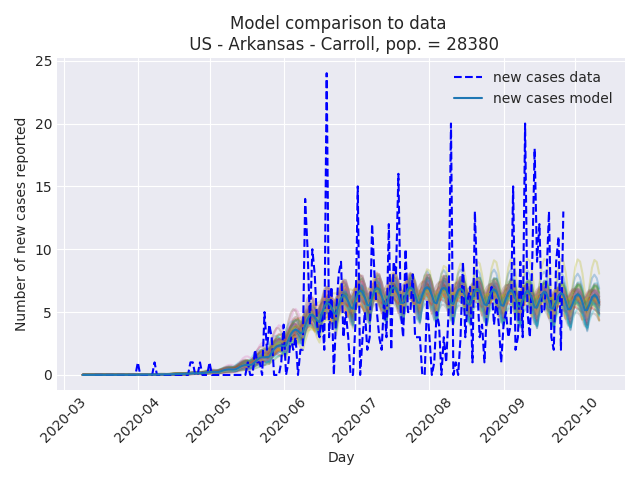 Model comparison to data
US - Arkansas - Carroll, pop. = 28380
Number of new cases reported
25
20
15
10
5
0
new cases data
new cases model
2020-03
2020-04
2020-05
2020-06
2020-07
2020-08
2020-09
2020-10
Day